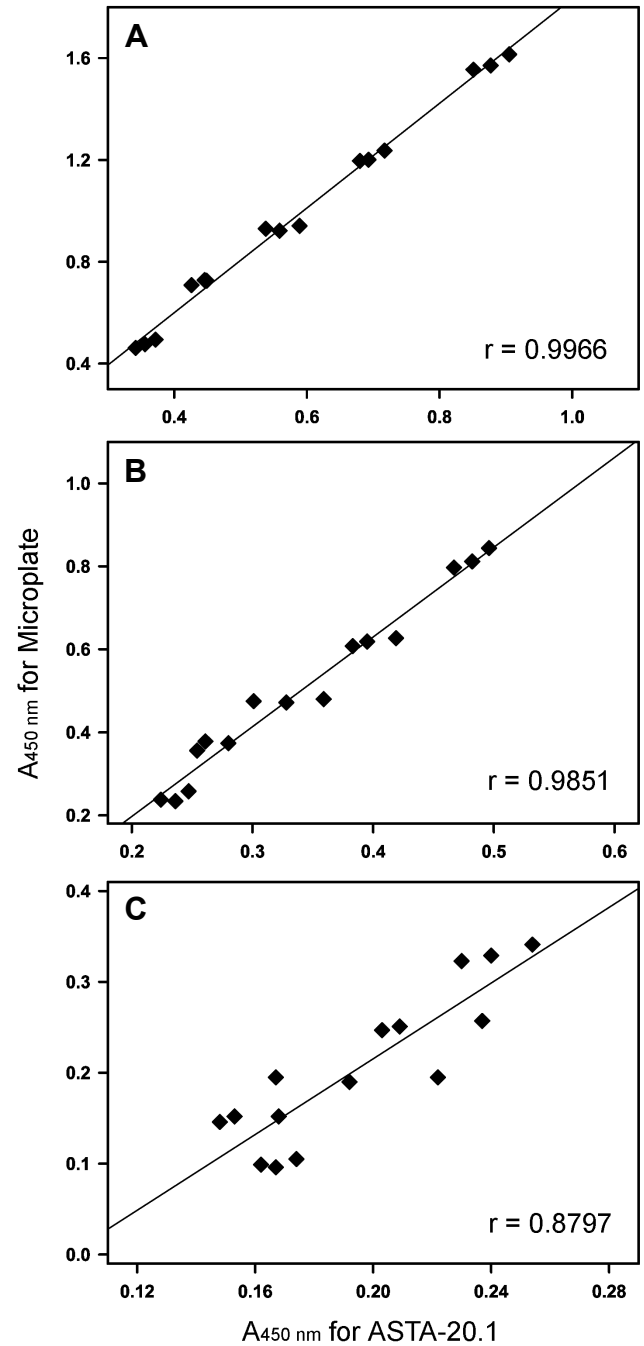 A
1.6
1.2
0.8
0.4
r = 0.9966
0.4 0.6 0.8 1.0
B
1.0
0.8
0.6
0.4
0.2
r = 0.9851
0.2 0.3 0.4 0.5 0.6
A450 nm for Microplate
C
0.4
0.3
0.2
0.1
0.0
r = 0.8797
0.12 0.16 0.20 0.24 0.28
A450 nm for ASTA-20.1